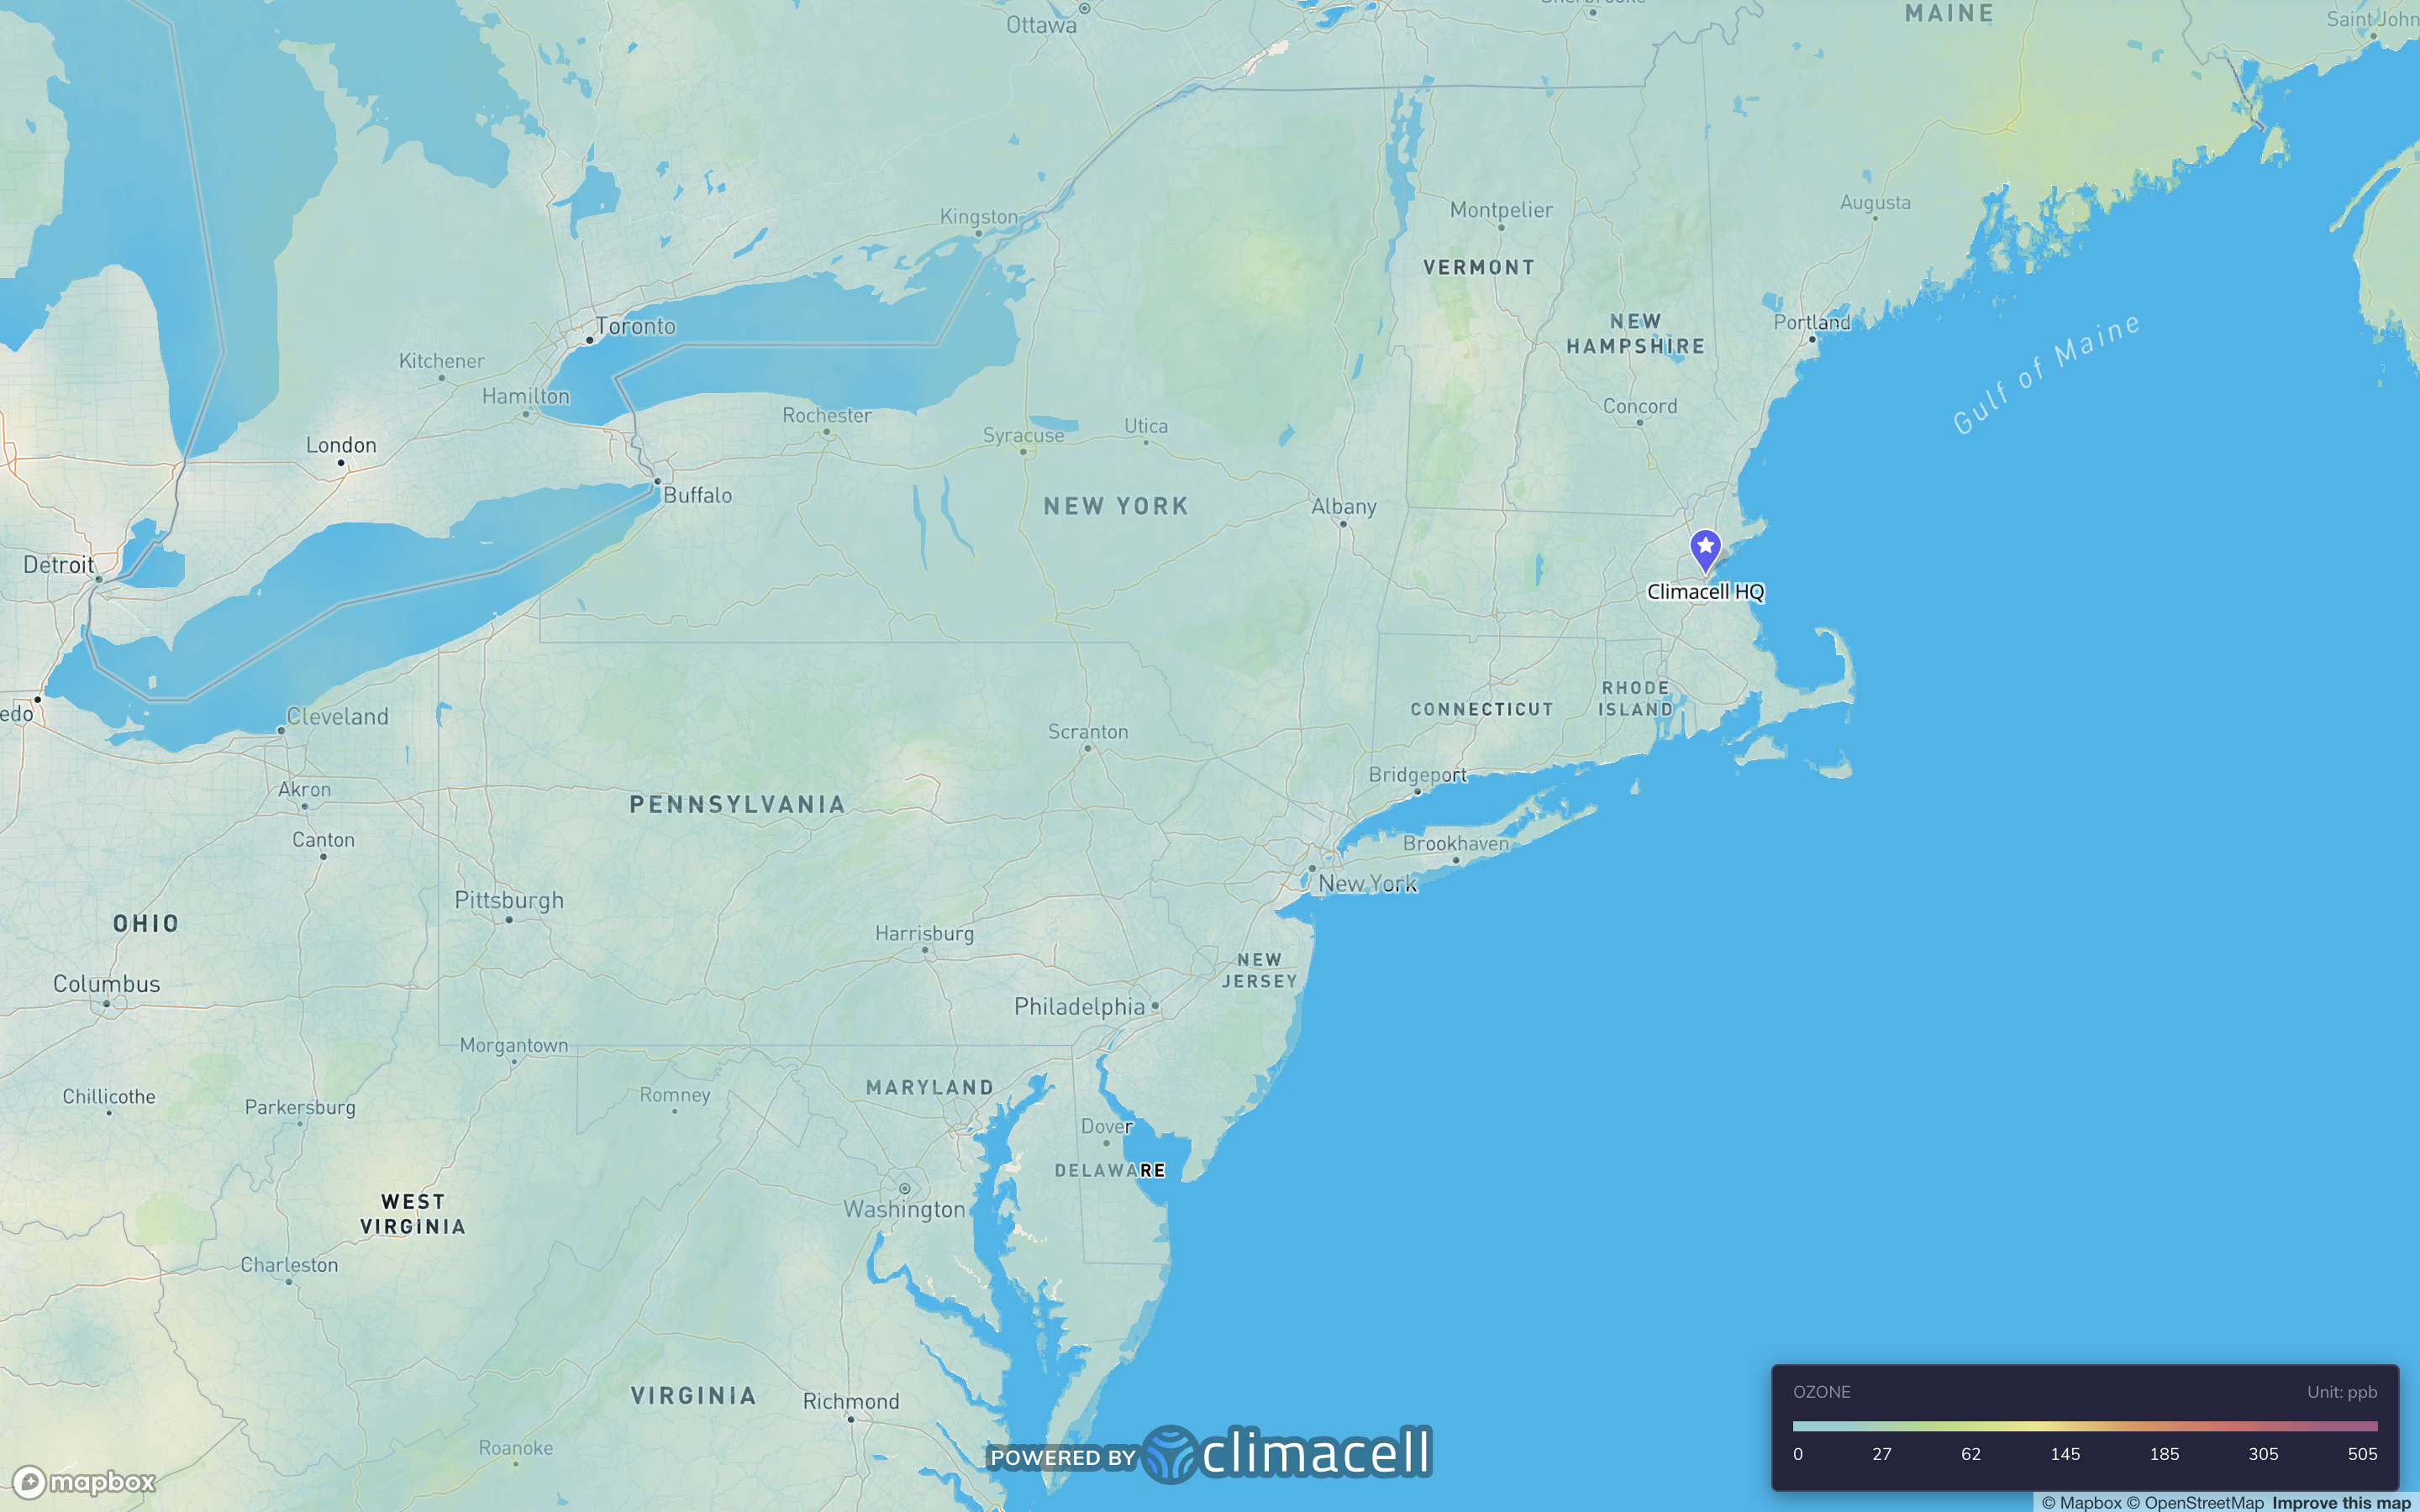 Ottawa
Sherbrooke
MAINE
Saint John
Kingston
Montpelier
Augusta
VERMONT
Toronto
NEW
HAMPSHIRE
Portland
Gulf of Maine
Kitchener
Hamilton
Concord
Rochester
Utica
Syracuse
London
Buffalo
NEW YORK
Albany
Detroit
Climacell HQ
edo
Cleveland
CONNECTICUT
RHODE
ISLAND
Scranton
Akron
PENNSYLVANIA
Bridgeport
Canton
Brookhaven
New York
Pittsburgh
OHIO
Harrisburg
NEW
JERSEY
Columbus
Philadelphia
Morgantown
Chillicothe
Parkersburg
Romney
MARYLAND
Dover
DELAWARE
WEST
VIRGINIA
Washington
Charleston
VIRGINIA
Richmond
Roanoke
POWERED BY climacell
mapbox
OZONE Unit: ppb
0 27 62 145 185 305 505
© Mapbox © OpenStreetMap Improve this map